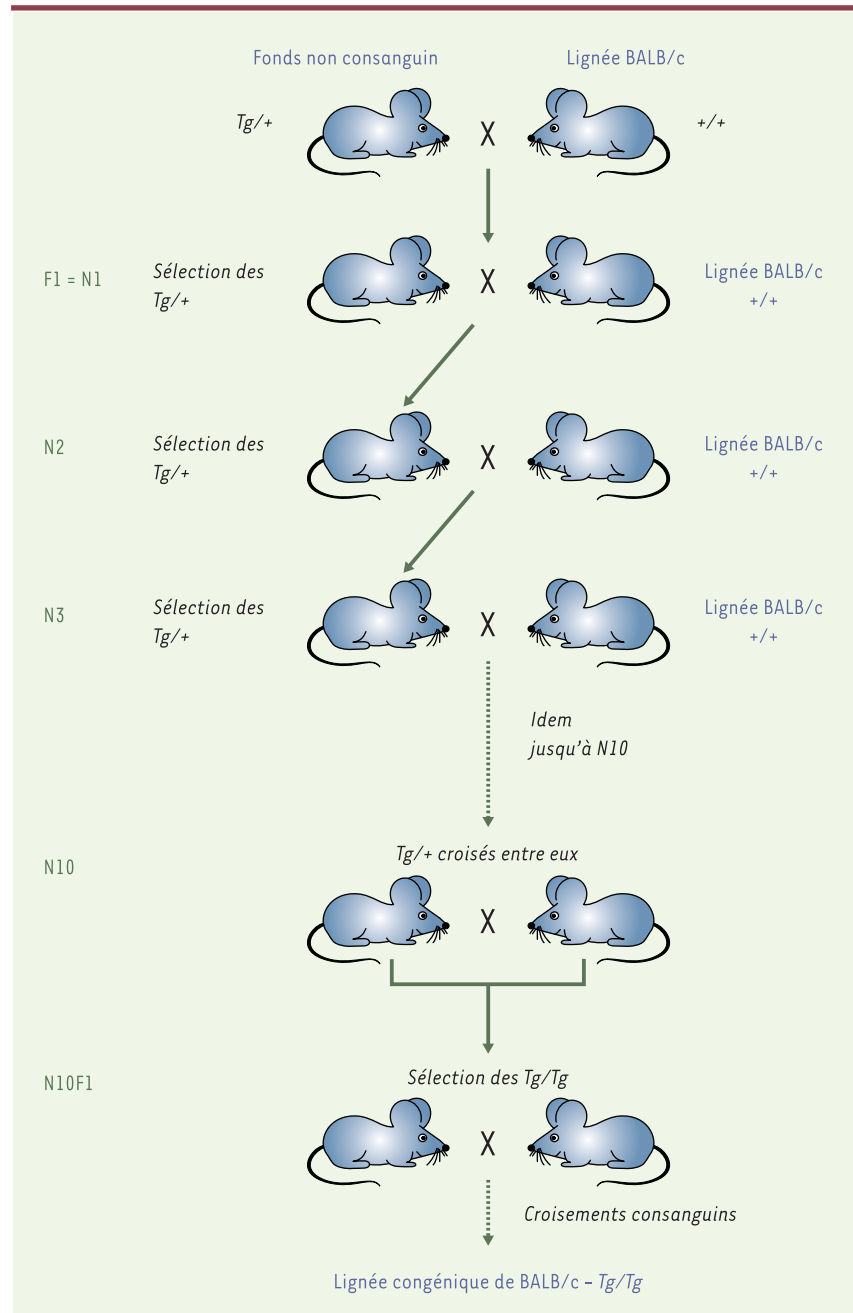 Fonds non consanguin
Lignée BALB/c
Tg/+
X
+/+
F1 = N1
Sélection des
Tg/+
X
Lignée BALB/c
+/+
N2
Sélection des
Tg/+
X
Lignée BALB/c
+/+
N3
Sélection des
Tg/+
X
Lignée BALB/c
+/+
Idem
jusqu'à N10
N10
Tg/+ croisés entre eux
X
N10F1
Sélection des Tg/Tg
X
Croisements consanguins
Lignée congénique de BALB/c – Tg/Tg